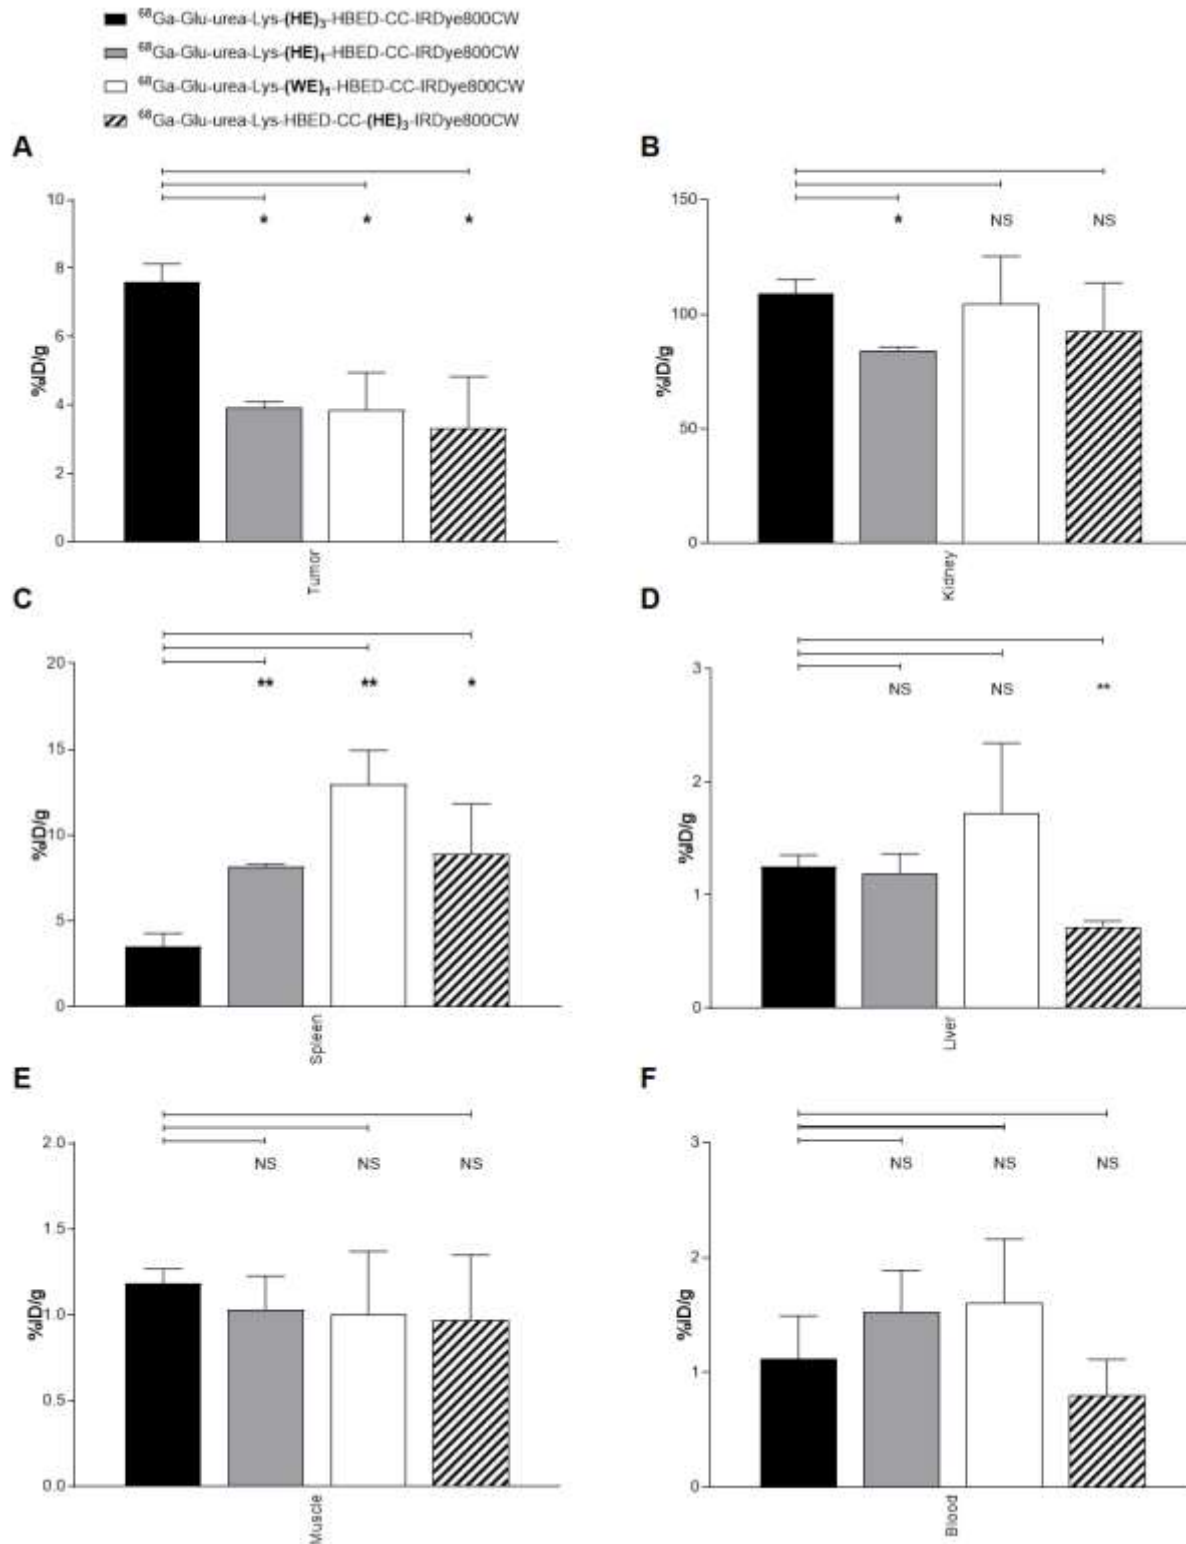 ⁶⁸Ga-Glu-urea-Lys-(HE)₃-HBED-CC-IRDye800CW
⁶⁸Ga-Glu-urea-Lys-(HE)₁-HBED-CC-IRDye800CW
⁶⁸Ga-Glu-urea-Lys-(WE)₁-HBED-CC-IRDye800CW
⁶⁸Ga-Glu-urea-Lys-HBED-CC-(HE)₃-IRDye800CW
A
10
8
6
4
2
0
%ID/g
* * *
Tumor
B
150
100
50
0
%ID/g
* NS NS
Kidney
C
20
15
10
5
0
%ID/g
** ** *
Spleen
D
3
2
1
0
%ID/g
NS NS **
Liver
E
2.0
1.5
1.0
0.5
0.0
%ID/g
NS NS NS
Muscle
F
3
2
1
0
%ID/g
NS NS NS
Blood